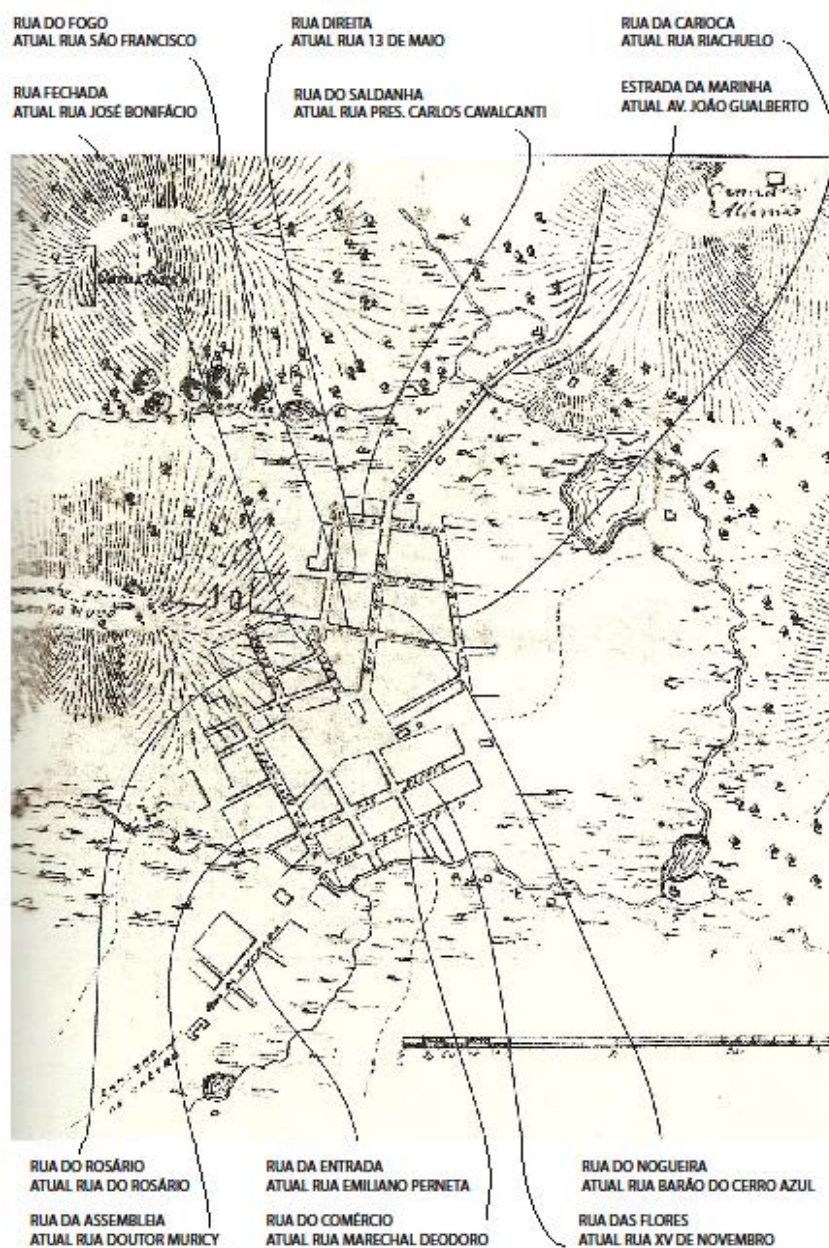 RUA DO FOGO
ATUAL RUA SÃO FRANCISCO
RUA DIREITA
ATUAL RUA 13 DE MAIO
RUA DA CARIOCA
ATUAL RUA RIACHUELO
RUA FECHADA
ATUAL RUA JOSÉ BONIFÁCIO
RUA DO SALDANHA
ATUAL RUA PRES. CARLOS CAVALCANTI
ESTRADA DA MARINHA
ATUAL AV. JOÃO GUALBERTO
RUA DO ROSÁRIO
ATUAL RUA DO ROSÁRIO
RUA DA ENTRADA
ATUAL RUA EMILIANO PERNETA
RUA DO NOGUEIRA
ATUAL RUA BARÃO DO CERRO AZUL
RUA DA ASSEMBLEIA
ATUAL RUA DOUTOR MURICY
RUA DO COMÉRCIO
ATUAL RUA MARECHAL DEODORO
RUA DAS FLORES
ATUAL RUA XV DE NOVEMBRO